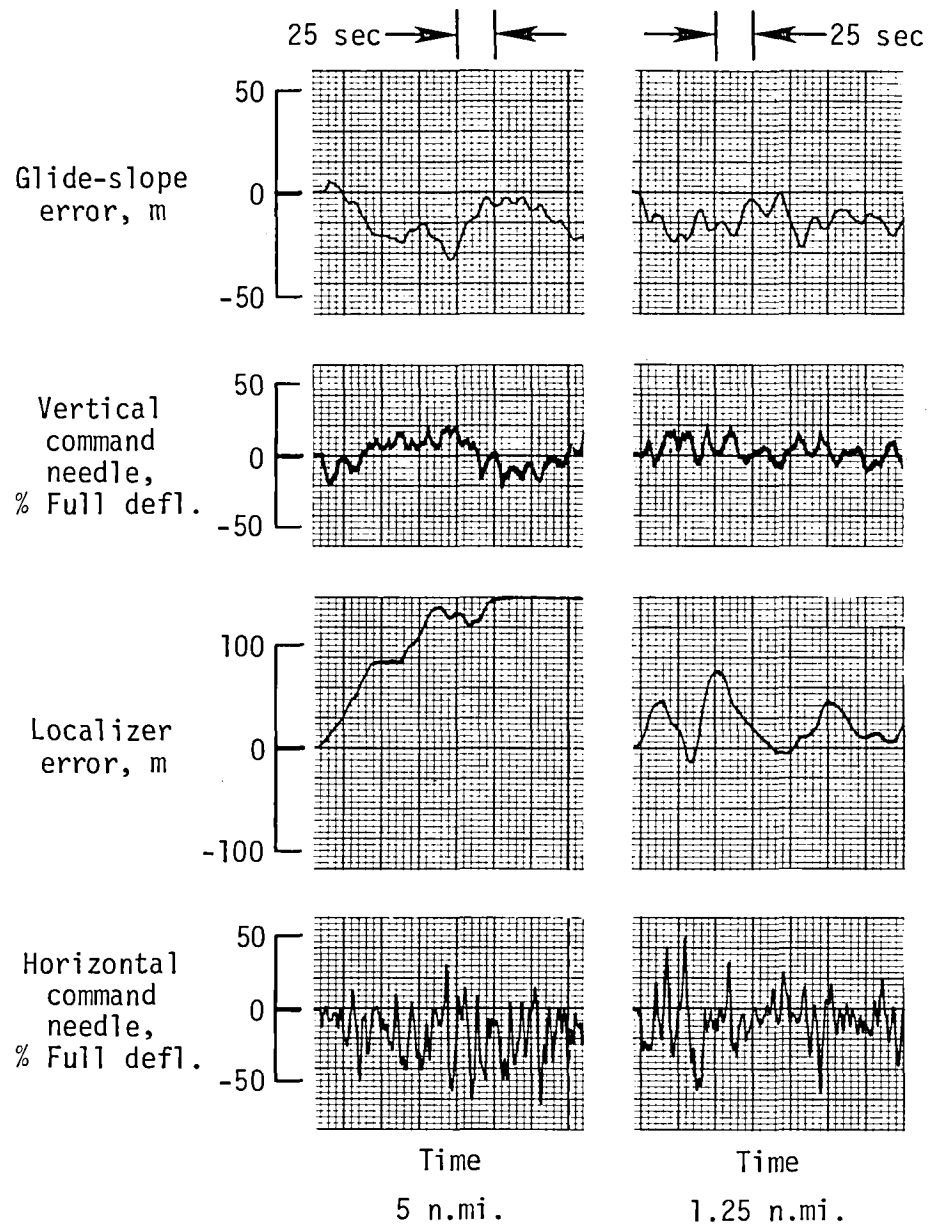 25 sec
25 sec
Glide-slope
error, m
50
0
-50
Vertical
command
needle,
% Full defl.
50
0
-50
Localizer
error, m
100
0
-100
Horizontal
command
needle,
% Full defl.
50
0
-50
Time
Time
5 n.mi.
1.25 n.mi.